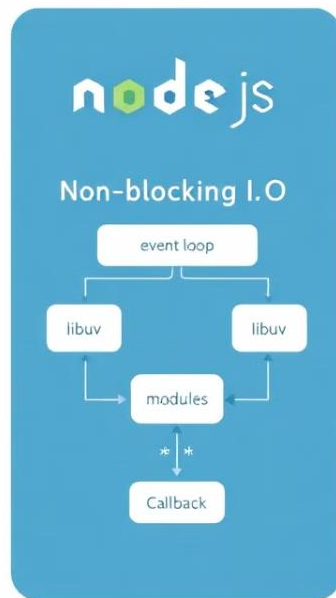 node js
Non-blocking I.O
event loop
libuv libuv
modules
* *
Callback